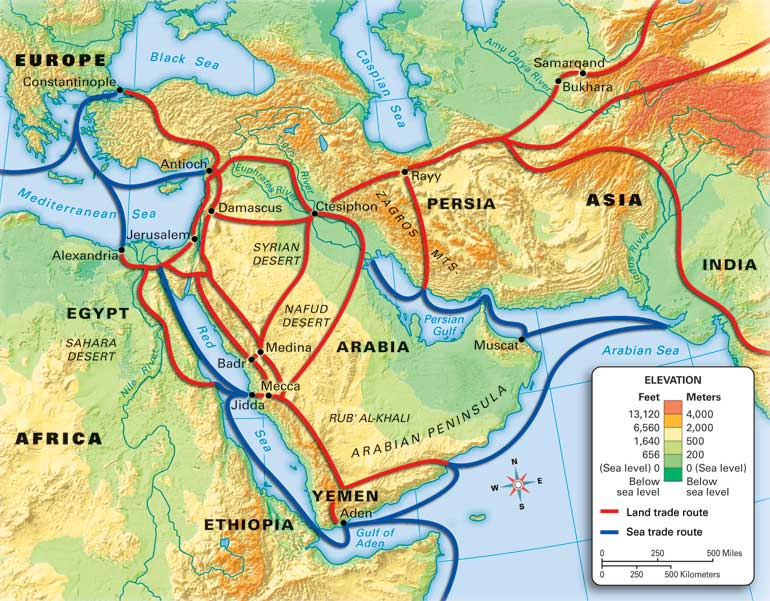 EUROPE
Black Sea
Constantinople
Caspian Sea
Amu Darya River
Samarqand
Bukhara
Antioch
Tigris River
Euphrates River
Rayy
Mediterranean Sea
Damascus
Ctesiphon
PERSIA
ZAGROS MTS.
ASIA
Jerusalem
Alexandria
SYRIAN
DESERT
INDIA
EGYPT
SAHARA
DESERT
Nile River
Red
Sea
NAFUD
DESERT
Persian
Gulf
Medina
Badr
ARABIA
Muscat
Arabian Sea
Mecca
Jidda
RUB' AL-KHALI
ARABIAN PENINSULA
AFRICA
YEMEN
Aden
ETHIOPIA
Gulf of
Aden
N
W E
S
ELEVATION
Feet Meters
13,120 4,000
6,560 2,000
1,640 500
656 200
(Sea level) 0 0 (Sea level)
Below Below
sea level sea level
Land trade route
Sea trade route
0 250 500 Miles
0 250 500 Kilometers